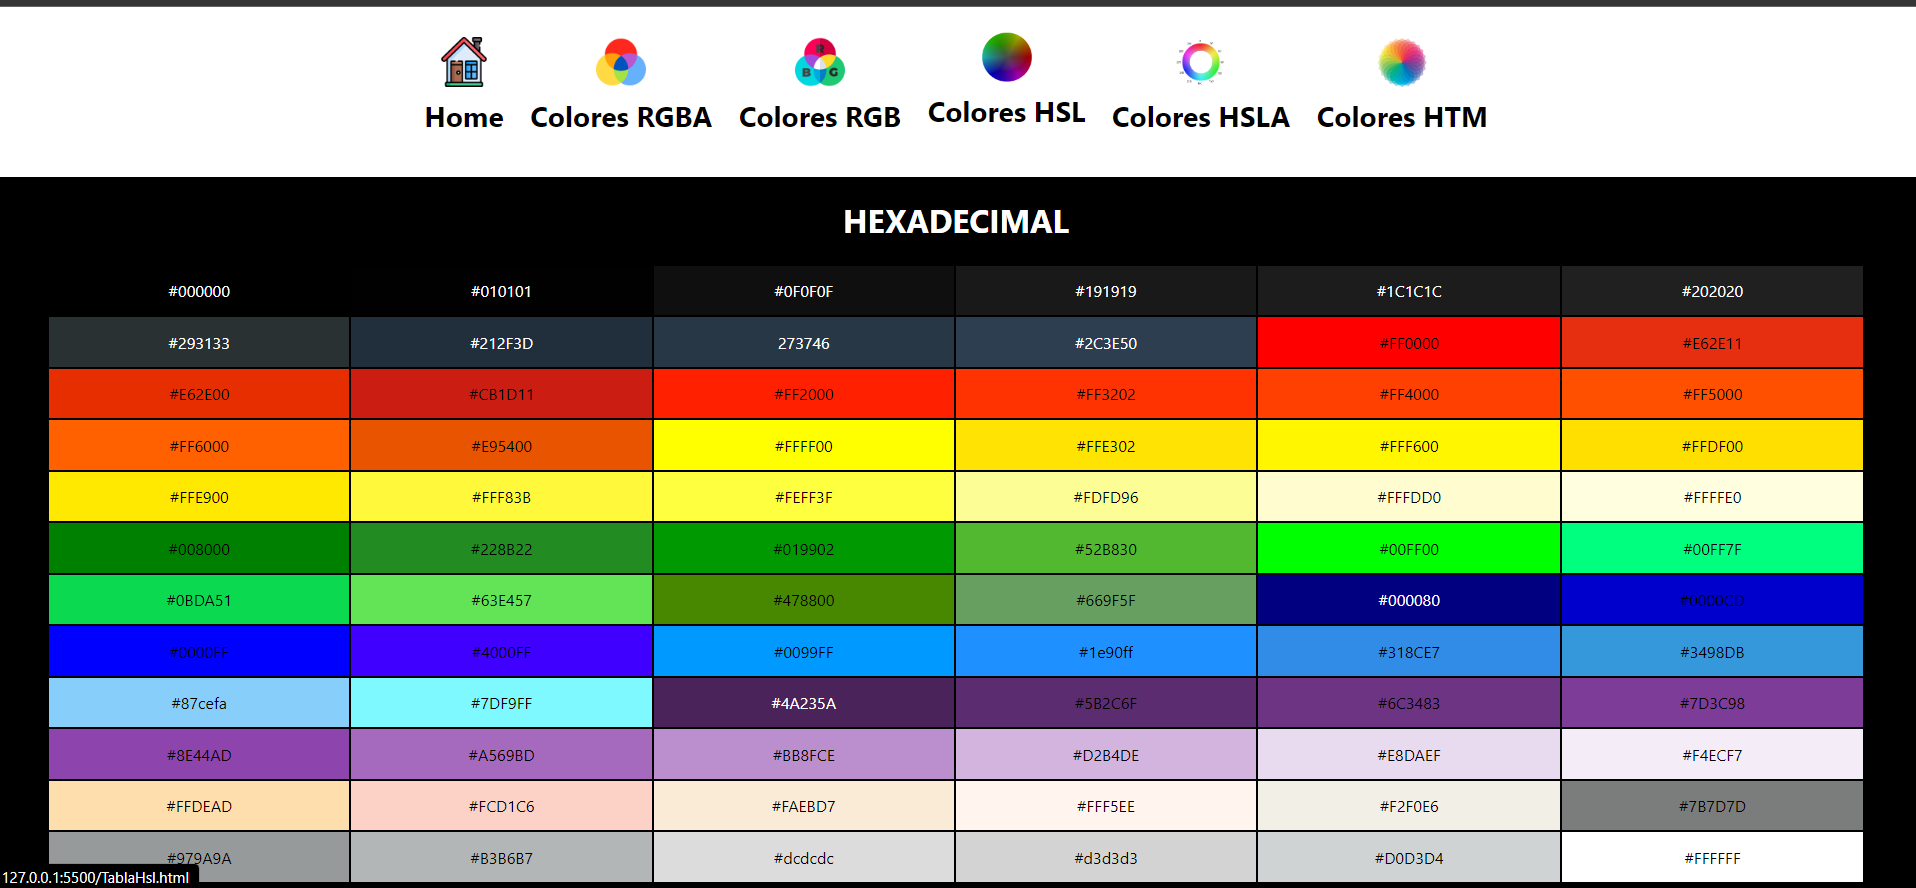 Home Colores RGBA Colores RGB Colores HSL Colores HSLA Colores HTM
HEXADECIMAL
#000000 #010101 #0F0F0F #191919 #1C1C1C #202020
#293133 #212F3D 273746 #2C3E50 #FF0000 #E62E11
#E62E00 #CB1D11 #FF2000 #FF3202 #FF4000 #FF5000
#FF6000 #E95400 #FFFF00 #FFE302 #FFF600 #FFDF00
#FFE900 #FFF83B #FEFF3F #FDFD96 #FFFDD0 #FFFFE0
#008000 #228B22 #019902 #52B830 #00FF00 #00FF7F
#0BDA51 #63E457 #478800 #669F5F #000080 #0000CD
#0000FF #4000FF #0099FF #1e90ff #318CE7 #3498DB
#87cefa #7DF9FF #4A235A #5B2C6F #6C3483 #7D3C98
#8E44AD #A569BD #BB8FCE #D2B4DE #E8DAEF #F4ECF7
#FFDEAD #FCD1C6 #FAEBD7 #FFF5EE #F2F0E6 #7B7D7D
#979A9A #B3B6B7 #dcdcdc #d3d3d3 #D0D3D4 #FFFFFF
127.0.0.1:5500/TablaHsl.html
R
B G